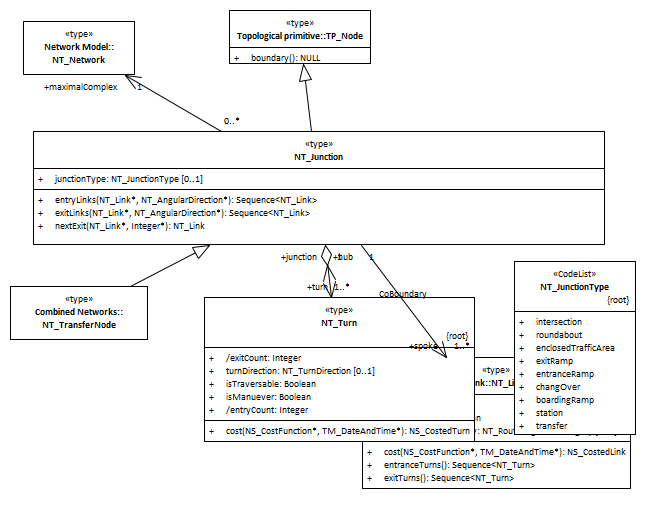 «type»
Network Model::
NT_Network
«type»
Topological primitive::TP_Node
+ boundary(): NULL
+maximalComplex
1
0..*
«type»
NT_Junction
+ junctionType: NT_JunctionType [0..1]
+ entryLinks(NT_Link*, NT_AngularDirection*): Sequence<NT_Link>
+ exitLinks(NT_Link*, NT_AngularDirection*): Sequence<NT_Link>
+ nextExit(NT_Link*, Integer*): NT_Link
+junction
+bub
1
«type»
Combined Networks::
NT_TransferNode
+turn
1..*
CoBoundary
«type»
NT_Turn
{root}
+spoke
1..*
+ /exitCount: Integer
+ turnDirection: NT_TurnDirection [0..1]
+ isTraversable: Boolean
+ isManuever: Boolean
+ /entryCount: Integer
+ cost(NS_CostFunction*, TM_DateAndTime*): NS_CostedTurn
«CodeList»
NT_JunctionType
{root}
+ intersection
+ roundabout
+ enclosedTrafficArea
+ exitRamp
+ entranceRamp
+ changOver
+ boardingRamp
+ station
+ transfer
«type»
+ cost(NS_CostFunction*, TM_DateAndTime*): NS_CostedLink
+ entranceTurns(): Sequence<NT_Turn>
+ exitTurns(): Sequence<NT_Turn>